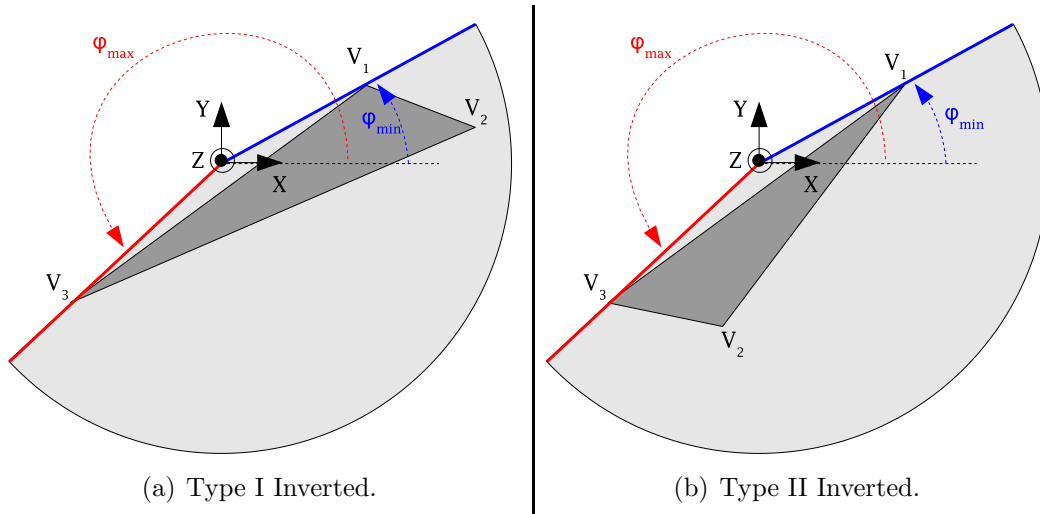 φmax
V1
V2
φmin
Y
Z
X
V3
(a) Type I Inverted.
φmax
V1
φmin
Y
Z
X
V3
V2
(b) Type II Inverted.